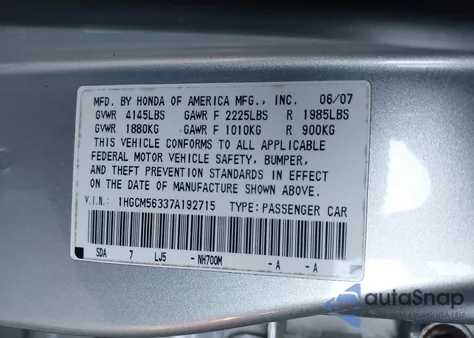 MFD. BY HONDA OF AMERICA MFG., INC. 06/07
GVWR 4145LBS GAWR F 2225LBS R 1985LBS
GVWR 1880KG GAWR F 1010KG R 900KG
THIS VEHICLE CONFORMS TO ALL APPLICABLE
FEDERAL MOTOR VEHICLE SAFETY, BUMPER,
AND THEFT PREVENTION STANDARDS IN EFFECT
ON THE DATE OF MANUFACTURE SHOWN ABOVE.
V.I.N.: 1HGCM56337A192715 TYPE: PASSENGER CAR
SDA 7 LJ5 - NH700M - A - A
autoSnap